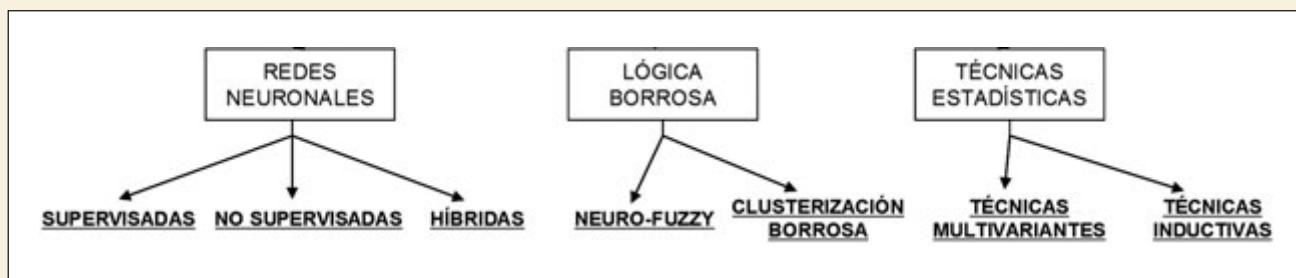 REDES
NEURONALES
LÓGICA
BORROSA
TÉCNICAS
ESTADÍSTICAS
SUPERVISADAS
NO SUPERVISADAS
HÍBRIDAS
NEURO-FUZZY
CLUSTERIZACIÓN
BORROSA
TÉCNICAS
MULTIVARIANTES
TÉCNICAS
INDUCTIVAS